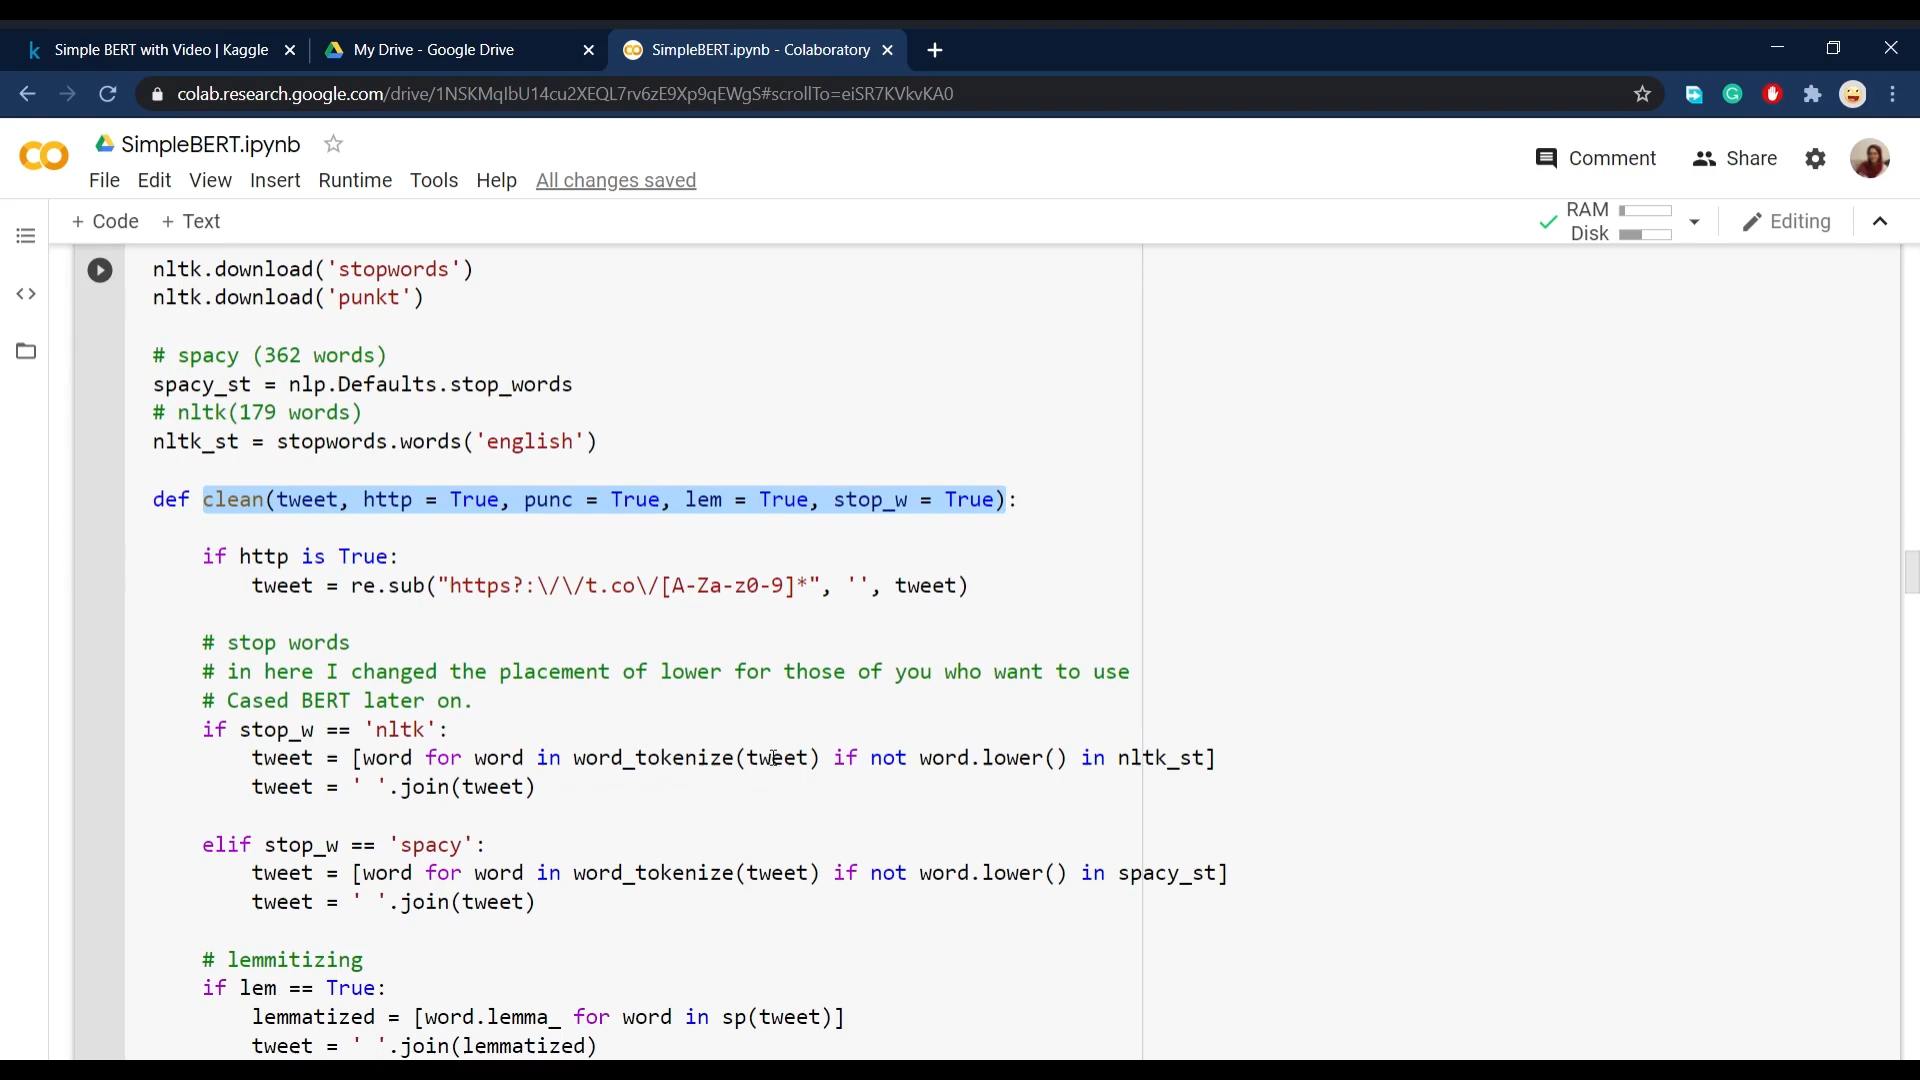 Simple BERT with Video | Kaggle
My Drive - Google Drive
SimpleBERT.ipynb - Colaboratory
colab.research.google.com/drive/1NSKMqlbU14cu2XEQL7rv6zE9Xp9qEWgS#scrollTo=eiSR7KVkvKA0
SimpleBERT.ipynb
Comment
Share
File Edit View Insert Runtime Tools Help All changes saved
+ Code + Text
RAM
Disk
Editing
nltk.download('stopwords')
nltk.download('punkt')
# spacy (362 words)
spacy_st = nlp.Defaults.stop_words
# nltk(179 words)
nltk_st = stopwords.words('english')
def clean(tweet, http = True, punc = True, lem = True, stop_w = True):
if http is True:
tweet = re.sub("https?:\/\/t.co\/[A-Za-z0-9]*", '', tweet)
# stop words
# in here I changed the placement of lower for those of you who want to use
# Cased BERT later on.
if stop_w == 'nltk':
tweet = [word for word in word_tokenize(tweet) if not word.lower() in nltk_st]
tweet = ' '.join(tweet)
elif stop_w == 'spacy':
tweet = [word for word in word_tokenize(tweet) if not word.lower() in spacy_st]
tweet = ' '.join(tweet)
# lemmitizing
if lem == True:
lemmatized = [word.lemma_ for word in sp(tweet)]
tweet = ' '.join(lemmatized)